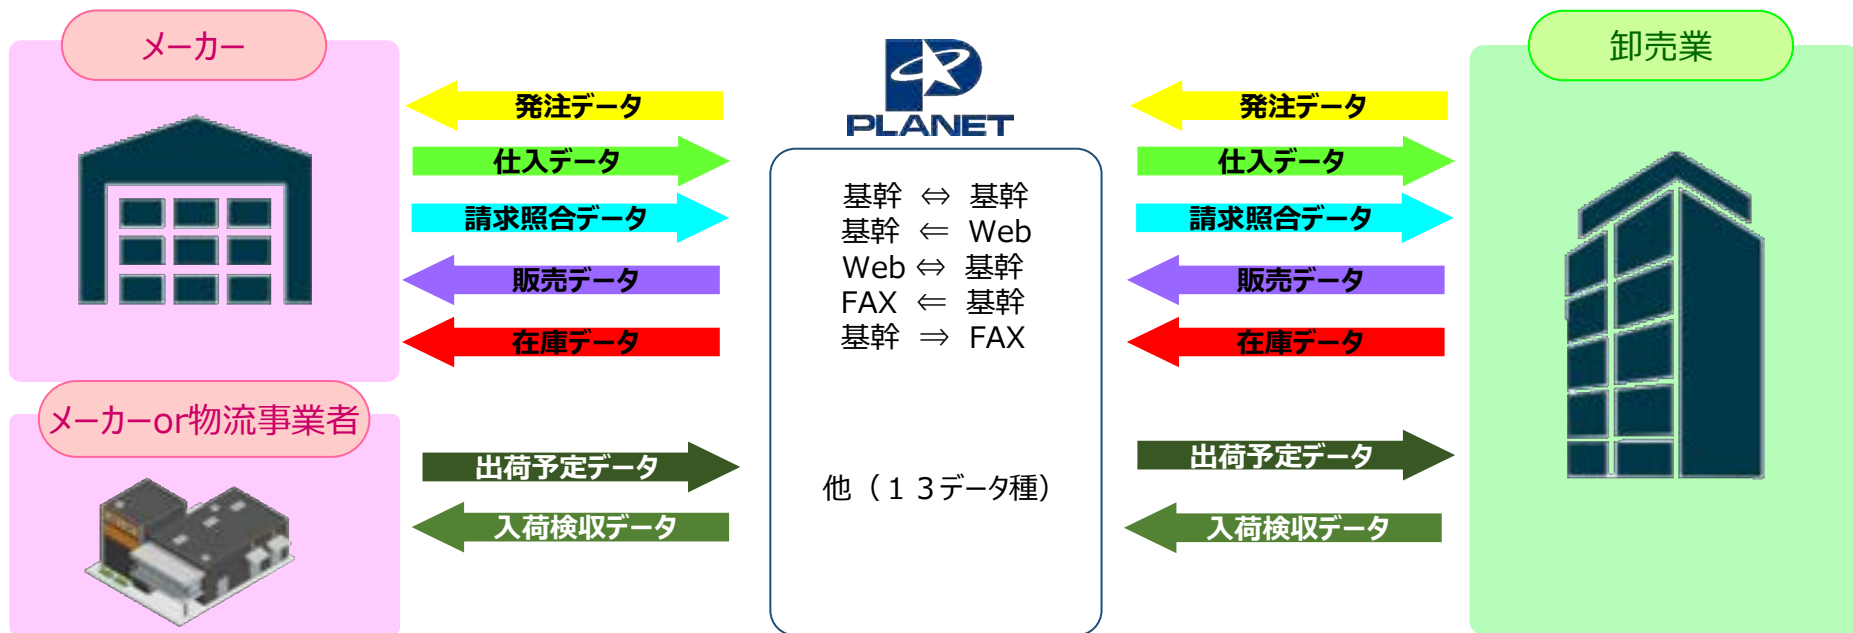 メーカー
卸売業
PLANET
発注データ
発注データ
仕入データ
仕入データ
請求照合データ
請求照合データ
販売データ
販売データ
在庫データ
在庫データ
基幹 ⇔ 基幹
基幹 ⇐ Web
Web ⇔ 基幹
FAX ⇐ 基幹
基幹 ⇒ FAX
メーカーor物流事業者
出荷予定データ
出荷予定データ
他（１３データ種）
入荷検収データ
入荷検収データ